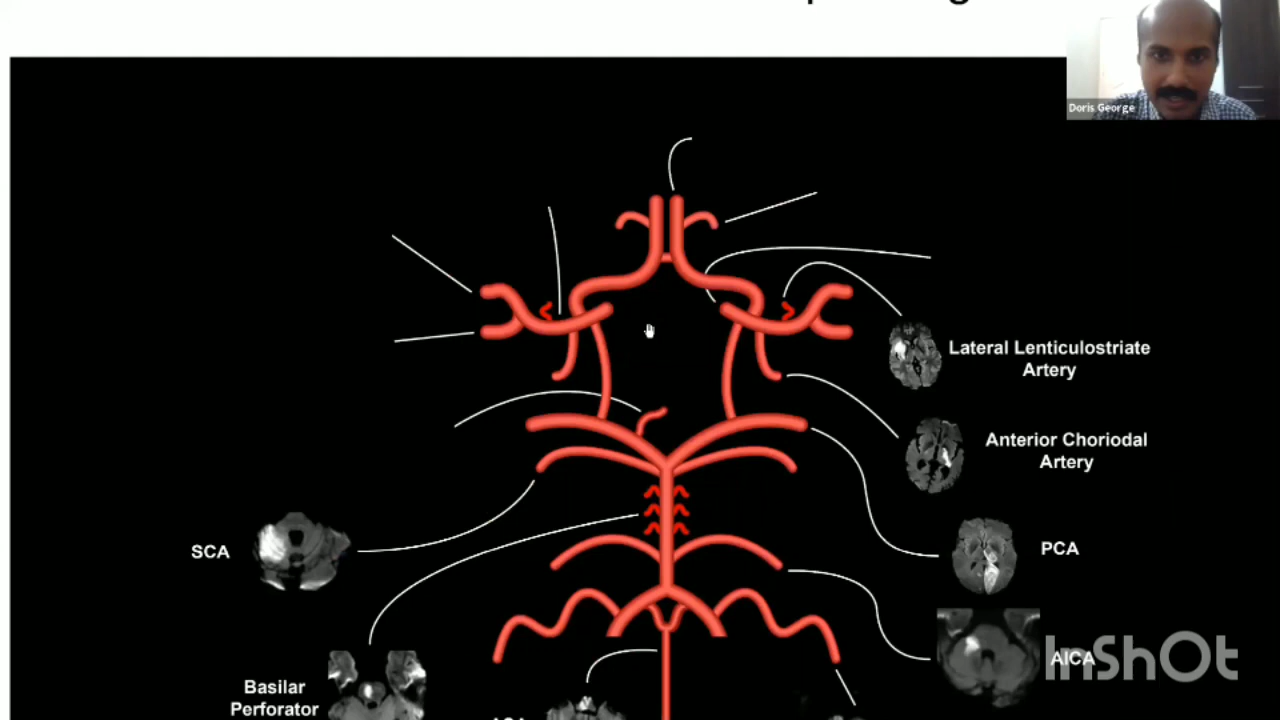 Doris George
Lateral Lenticulostriate
Artery
Anterior Choriodal
Artery
SCA
PCA
AICA
InShOt
Basilar
Perforator